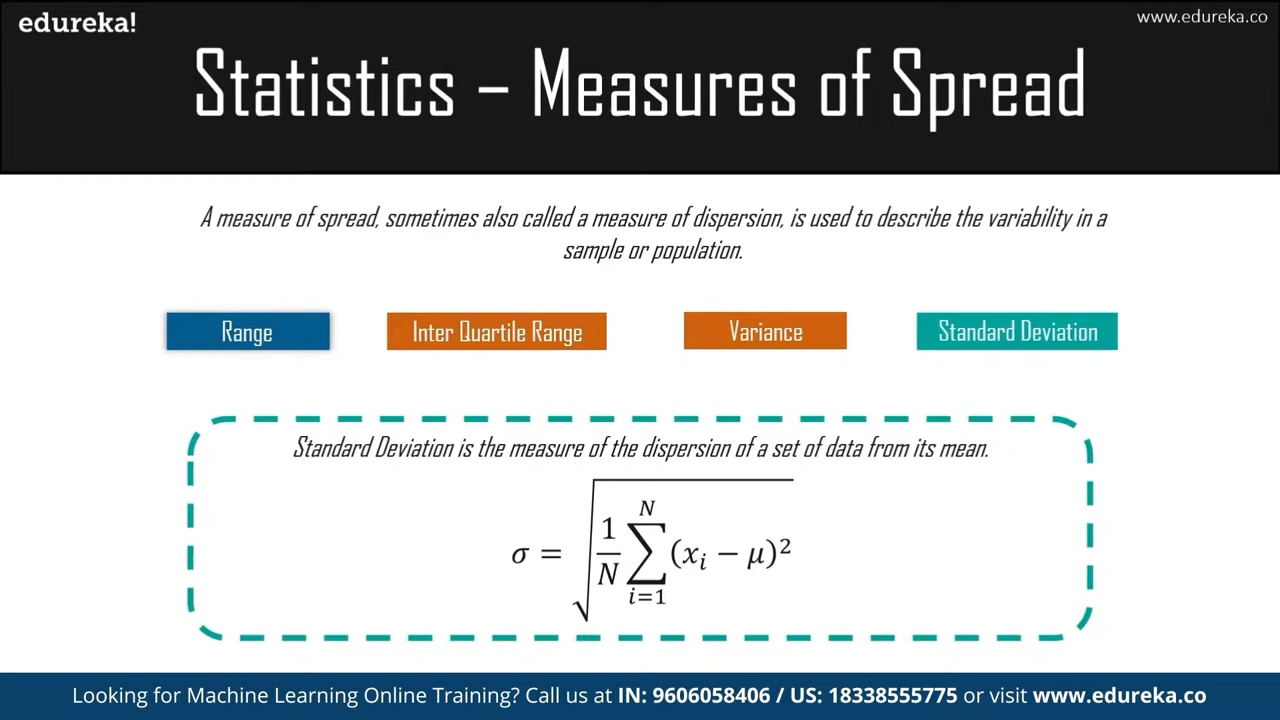 edureka!
www.edureka.co
Statistics – Measures of Spread
A measure of spread, sometimes also called a measure of dispersion, is used to describe the variability in a
sample or population.
Range
Inter Quartile Range
Variance
Standard Deviation
Standard Deviation is the measure of the dispersion of a set of data from its mean.
σ = √(1/N ∑_{i=1}^{N} (x_i − μ)²)
Looking for Machine Learning Online Training? Call us at IN: 9606058406 / US: 18338555775 or visit www.edureka.co